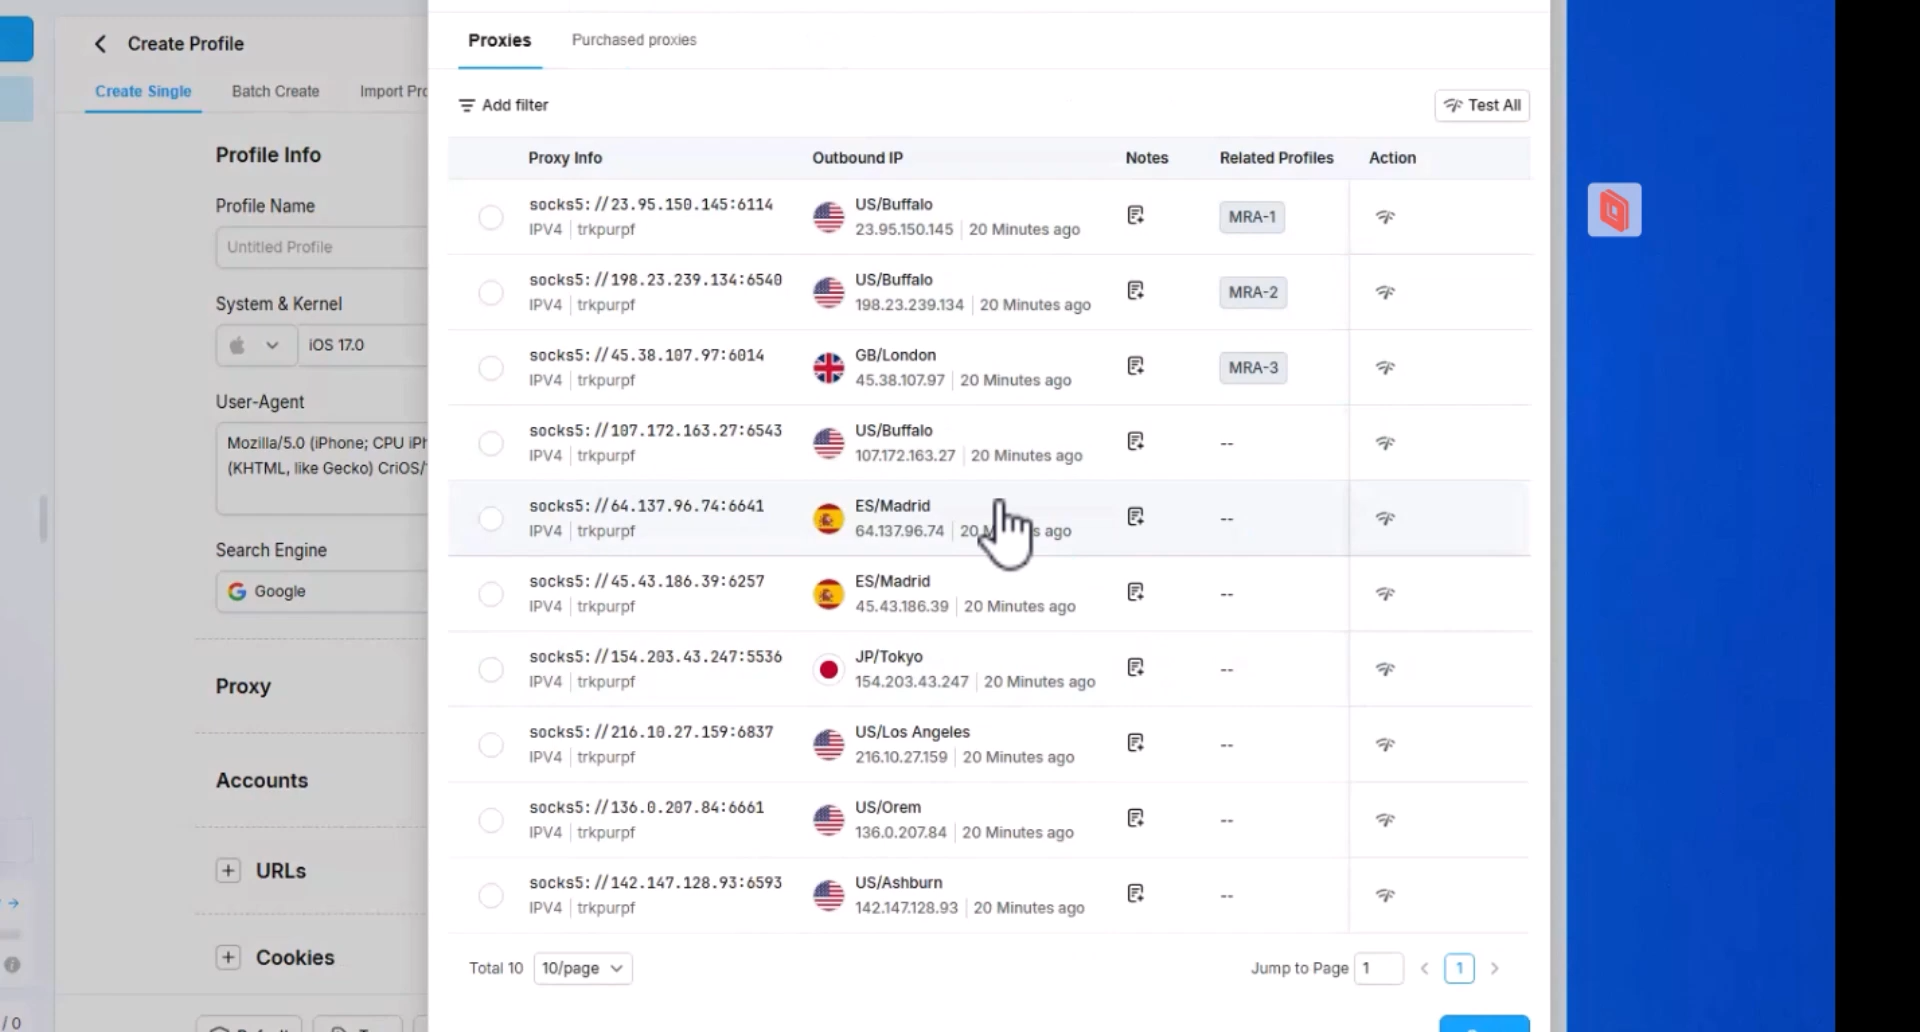 Create Profile
Create Single
Batch Create
Import Pro
Profile Info
Profile Name
Untitled Profile
System & Kernel
iOS 17.0
User-Agent
Mozilla/5.0 (iPhone; CPU iPh
(KHTML, like Gecko) CriOS/
Search Engine
Google
Proxy
Accounts
URLs
Cookies
/ 0
Proxies
Purchased proxies
Add filter
Test All
Proxy Info
Outbound IP
Notes
Related Profiles
Action
socks5://23.95.150.145:6114
IPV4 | trkpurpf
US/Buffalo
23.95.150.145 | 20 Minutes ago
MRA-1
socks5://198.23.239.134:6540
IPV4 | trkpurpf
US/Buffalo
198.23.239.134 | 20 Minutes ago
MRA-2
socks5://45.38.107.97:6014
IPV4 | trkpurpf
GB/London
45.38.107.97 | 20 Minutes ago
MRA-3
socks5://107.172.163.27:6543
IPV4 | trkpurpf
US/Buffalo
107.172.163.27 | 20 Minutes ago
--
socks5://64.137.96.74:6641
IPV4 | trkpurpf
ES/Madrid
64.137.96.74 | 20 M s ago
--
socks5://45.43.186.39:6257
IPV4 | trkpurpf
ES/Madrid
45.43.186.39 | 20 Minutes ago
--
socks5://154.203.43.247:5536
IPV4 | trkpurpf
JP/Tokyo
154.203.43.247 | 20 Minutes ago
--
socks5://216.10.27.159:6837
IPV4 | trkpurpf
US/Los Angeles
216.10.27.159 | 20 Minutes ago
--
socks5://136.0.207.84:6661
IPV4 | trkpurpf
US/Orem
136.0.207.84 | 20 Minutes ago
--
socks5://142.147.128.93:6593
IPV4 | trkpurpf
US/Ashburn
142.147.128.93 | 20 Minutes ago
--
Total 10
10/page
Jump to Page 1
1